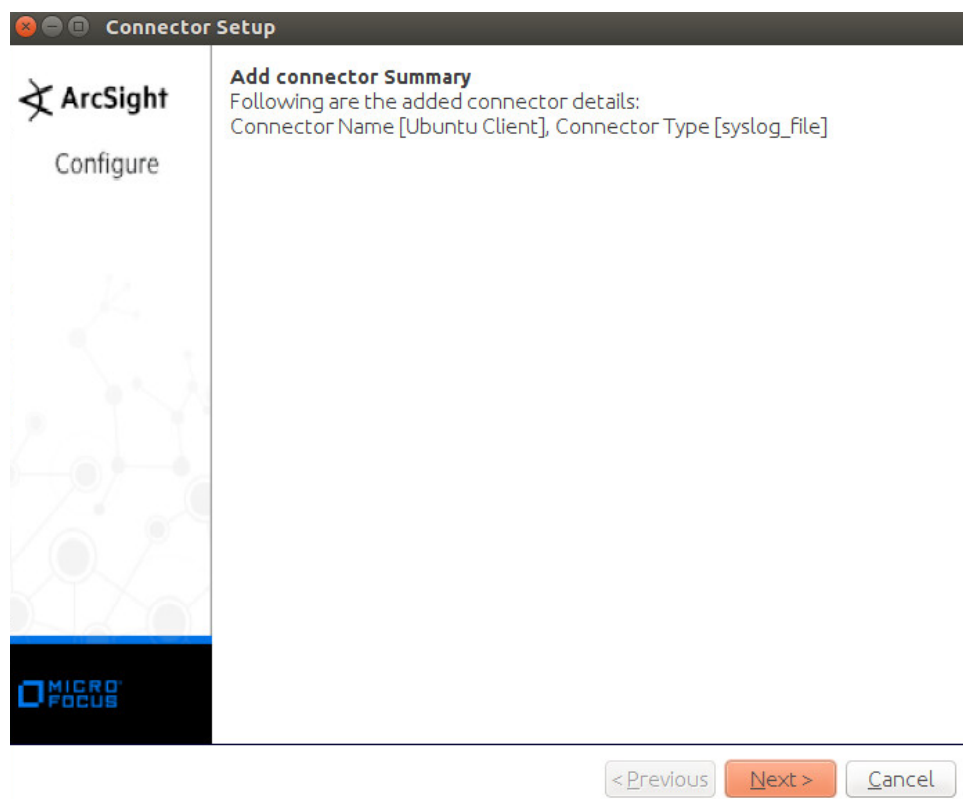 Connector Setup
ArcSight
Configure
Add connector Summary
Following are the added connector details:
Connector Name [Ubuntu Client], Connector Type [syslog_file]
MICRO
FOCUS
< Previous
Next >
Cancel